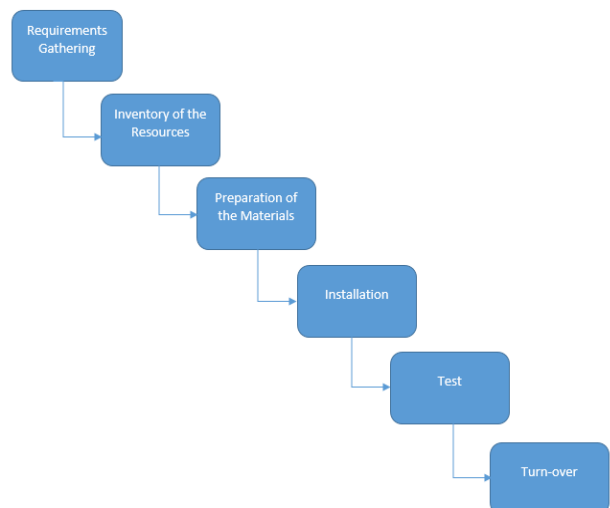 Requirements
Gathering
Inventory of the
Resources
Preparation of
the Materials
Installation
Test
Turn-over